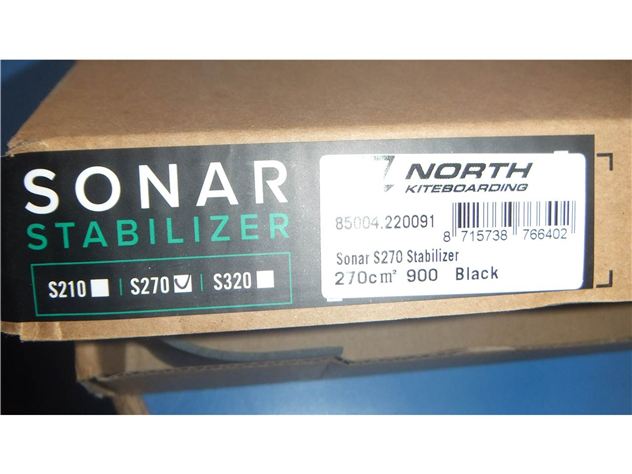 SONAR
STABILIZER
S210 | S270 | S320
NORTH
KITEBOARDING
85004.220091
8 715738 766402
Sonar S270 Stabilizer
270cm² 900 Black